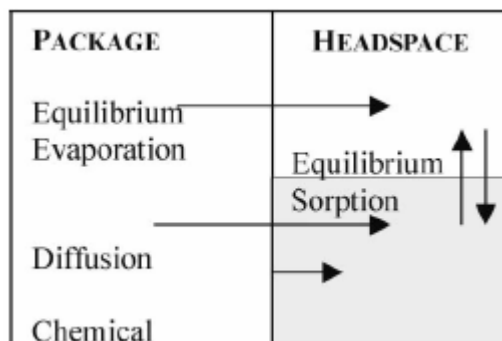 PACKAGE
HEADSPACE
Equilibrium
Evaporation
Equilibrium
Sorption
Diffusion
Chemical